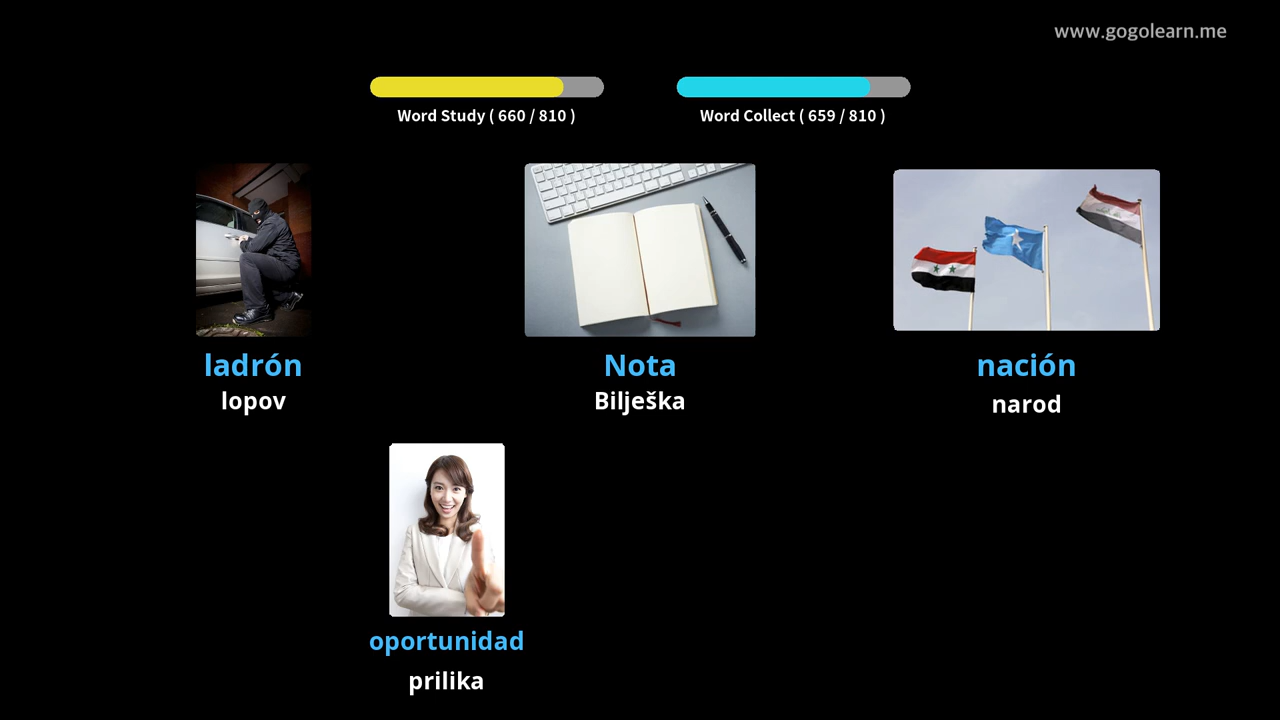 www.gogolearn.me
Word Study ( 660 / 810 )
Word Collect ( 659 / 810 )
ladrón
lopov
Nota
Bilješka
nación
narod
oportunidad
prilika